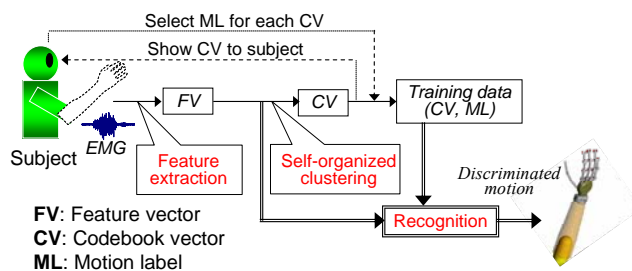 Select ML for each CV
Show CV to subject
FV
CV
Training data
(CV, ML)
EMG
Subject
Feature
extraction
Self-organized
clustering
Discriminated
motion
Recognition
FV: Feature vector
CV: Codebook vector
ML: Motion label